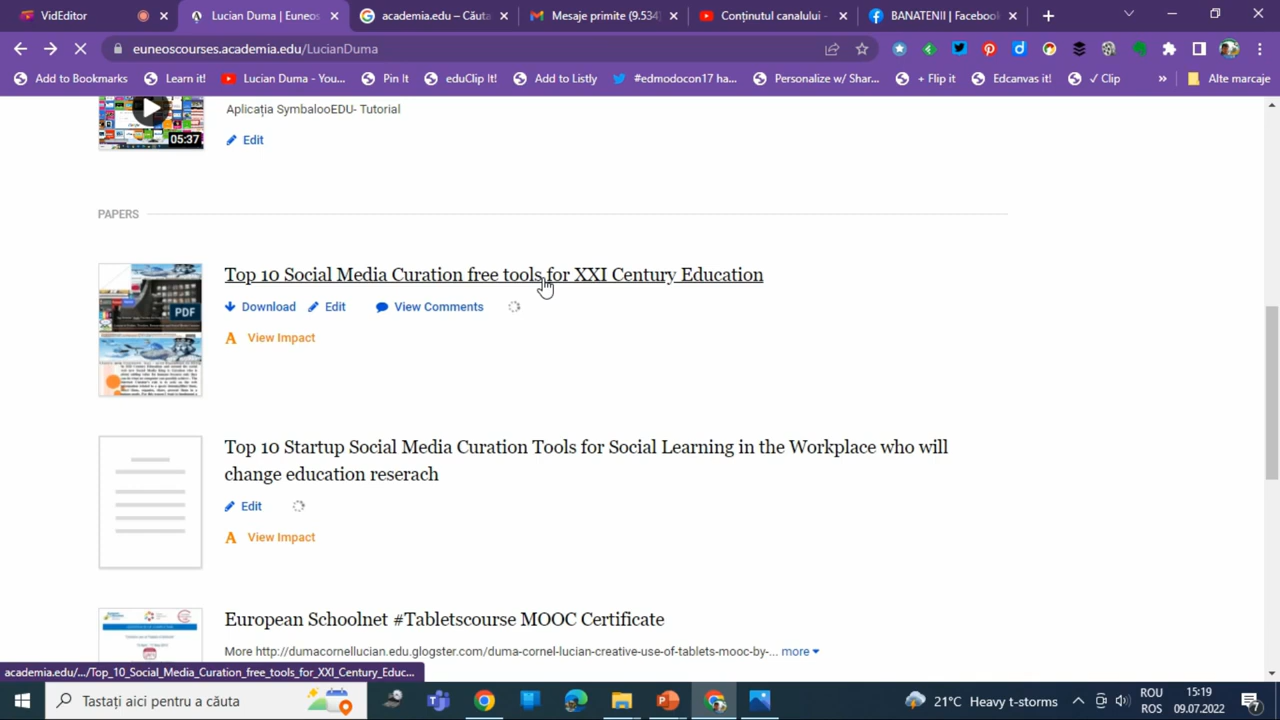 VidEditor
Lucian Duma | Euneos
academia.edu – Căuta
Mesaje primite (9.534)
Conținutul canalului -
BANATENII | Facebook
euneoscourses.academia.edu/LucianDuma
Add to Bookmarks
Learn it!
Lucian Duma - You...
Pin It
eduClip It!
Add to Listly
#edmodocon17 ha...
Personalize w/ Shar...
+ Flip it
Edcanvas it!
✓ Clip
»
Alte marcaje
05:37
Aplicația SymbalooEDU- Tutorial
Edit
PAPERS
PDF
Top 10 Social Media Curation free tools for XXI Century Education
Download
Edit
View Comments
View Impact
Top 10 Startup Social Media Curation Tools for Social Learning in the Workplace who will
change education reserach
Edit
View Impact
European Schoolnet #Tabletscourse MOOC Certificate
More http://dumacornellucian.edu.glogster.com/duma-cornel-lucian-creative-use-of-tablets-mooc-by-... more
academia.edu/.../Top_10_Social_Media_Curation_free_tools_for_XXI_Century_Educ...
Tastați aici pentru a căuta
21°C Heavy t-storms
ROU
ROS
15:19
09.07.2022
7